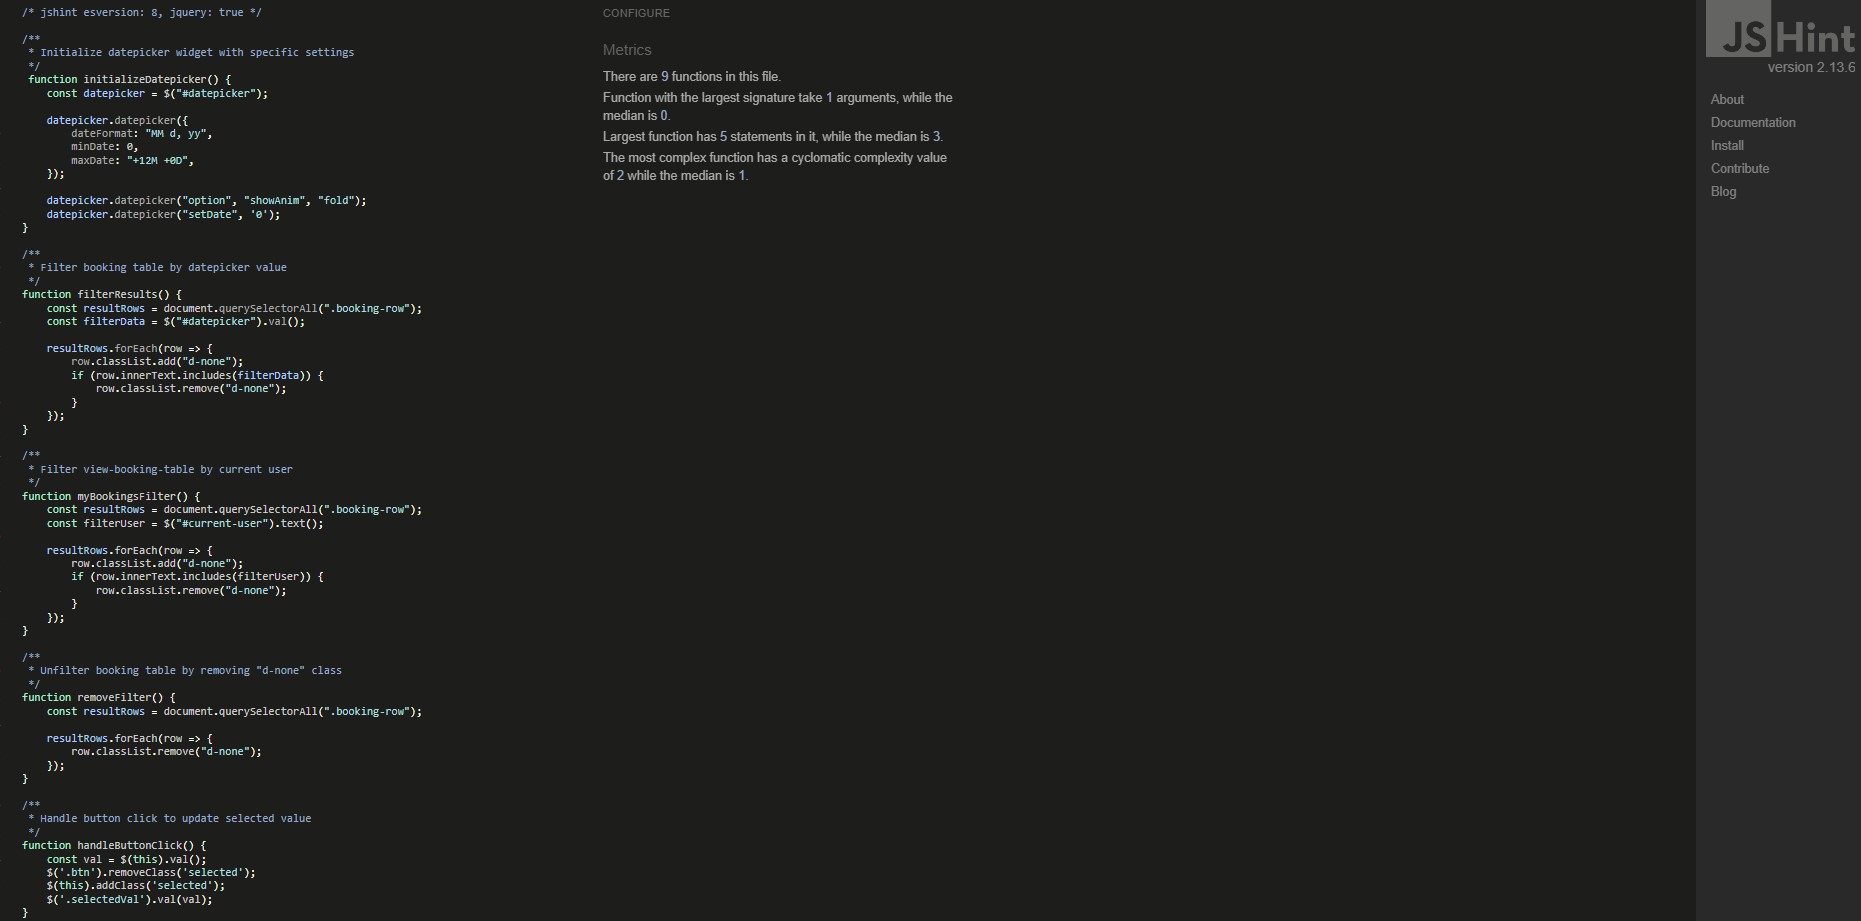 /* jshint esversion: 8, jquery: true */
/**
 * Initialize datepicker widget with specific settings
 */
 function initializeDatepicker() {
    const datepicker = $("#datepicker");
    datepicker.datepicker({
        dateFormat: "MM d, yy",
        minDate: 0,
        maxDate: "+12M +0D",
    });
    datepicker.datepicker("option", "showAnim", "fold");
    datepicker.datepicker("setDate", '0');
}
/**
 * Filter booking table by datepicker value
 */
function filterResults() {
    const resultRows = document.querySelectorAll(".booking-row");
    const filterData = $("#datepicker").val();
    resultRows.forEach(row => {
        row.classList.add("d-none");
        if (row.innerText.includes(filterData)) {
            row.classList.remove("d-none");
        }
    });
}
/**
 * Filter view-booking-table by current user
 */
function myBookingsFilter() {
    const resultRows = document.querySelectorAll(".booking-row");
    const filterUser = $("#current-user").text();
    resultRows.forEach(row => {
        row.classList.add("d-none");
        if (row.innerText.includes(filterUser)) {
            row.classList.remove("d-none");
        }
    });
}
/**
 * Unfilter booking table by removing "d-none" class
 */
function removeFilter() {
    const resultRows = document.querySelectorAll(".booking-row");
    resultRows.forEach(row => {
        row.classList.remove("d-none");
    });
}
/**
 * Handle button click to update selected value
 */
function handleButtonClick() {
    const val = $(this).val();
    $('.btn').removeClass('selected');
    $(this).addClass('selected');
    $('.selectedVal').val(val);
}
CONFIGURE
Metrics
There are 9 functions in this file.
Function with the largest signature take 1 arguments, while the
median is 0.
Largest function has 5 statements in it, while the median is 3.
The most complex function has a cyclomatic complexity value
of 2 while the median is 1.
JSHint
version 2.13.6
About
Documentation
Install
Contribute
Blog